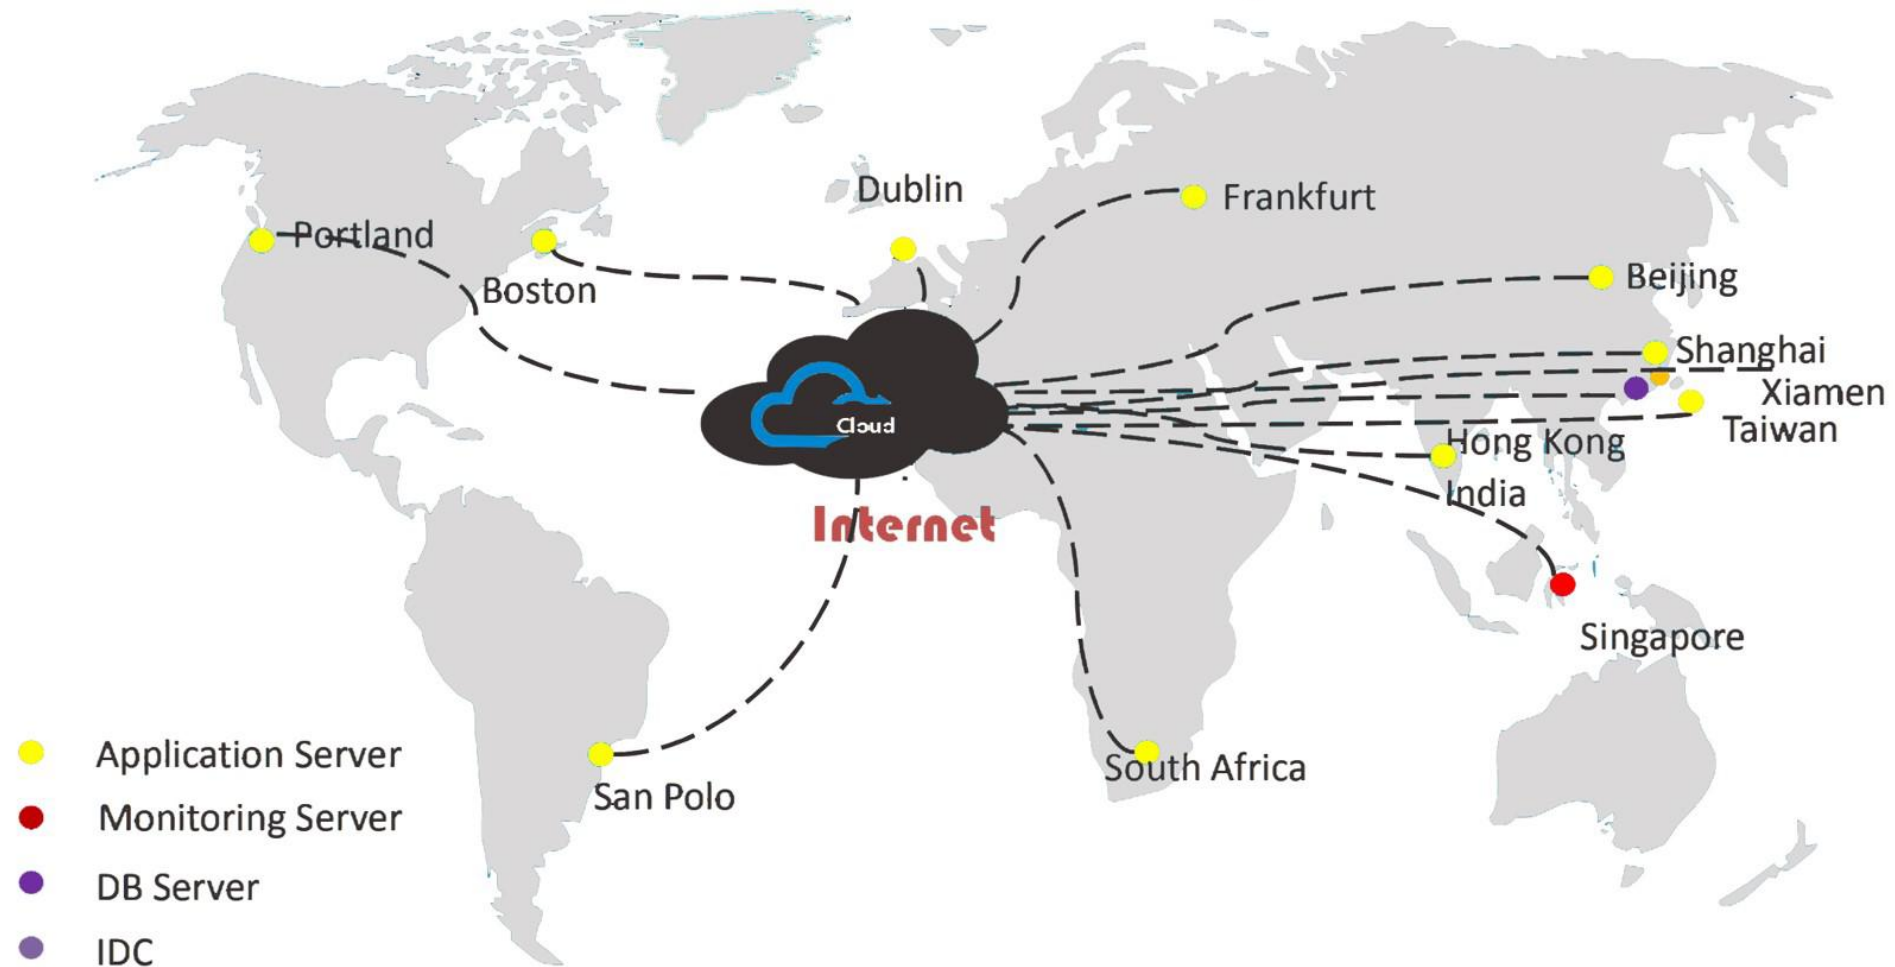 Dublin
Frankfurt
Portland
Boston
Beijing
Shanghai
Xiamen
Taiwan
Cloud
Hong Kong
India
Internet
Singapore
South Africa
San Polo
Application Server
Monitoring Server
DB Server
IDC